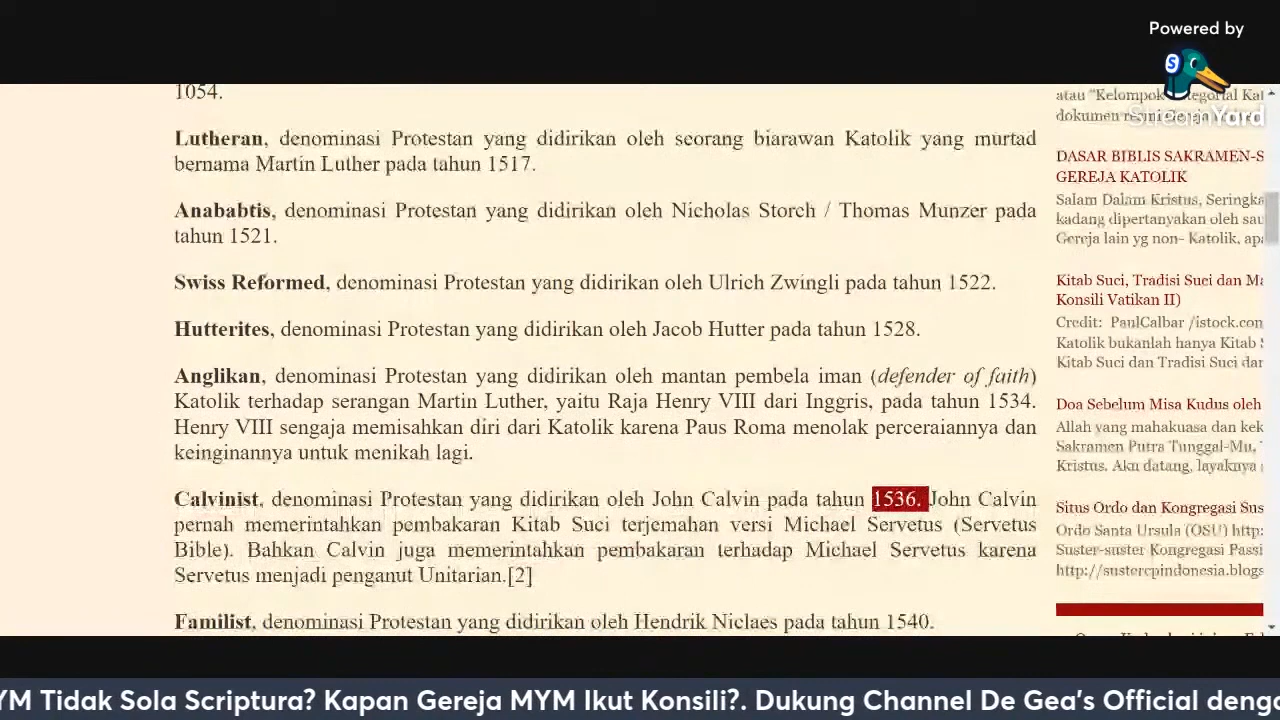 Powered by
StreamYard
1054.
Lutheran, denominasi Protestan yang didirikan oleh seorang biarawan Katolik yang murtad
bernama Martin Luther pada tahun 1517.
Anababtis, denominasi Protestan yang didirikan oleh Nicholas Storch / Thomas Munzer pada
tahun 1521.
Swiss Reformed, denominasi Protestan yang didirikan oleh Ulrich Zwingli pada tahun 1522.
Hutterites, denominasi Protestan yang didirikan oleh Jacob Hutter pada tahun 1528.
Anglikan, denominasi Protestan yang didirikan oleh mantan pembela iman (defender of faith)
Katolik terhadap serangan Martin Luther, yaitu Raja Henry VIII dari Inggris, pada tahun 1534.
Henry VIII sengaja memisahkan diri dari Katolik karena Paus Roma menolak perceraiannya dan
keinginannya untuk menikah lagi.
Calvinist, denominasi Protestan yang didirikan oleh John Calvin pada tahun 1536. John Calvin
pernah memerintahkan pembakaran Kitab Suci terjemahan versi Michael Servetus (Servetus
Bible). Bahkan Calvin juga memerintahkan pembakaran terhadap Michael Servetus karena
Servetus menjadi penganut Unitarian.[2]
Familist, denominasi Protestan yang didirikan oleh Hendrik Niclaes pada tahun 1540.
atau "Kelompok
dokumen resmi Gereja
DASAR BIBLIS SAKRAMEN-S
GEREJA KATOLIK
Salam Dalam Kristus, Seringka
kadang dipertanyakan oleh sau
Gereja lain yg non- Katolik, apa
Kitab Suci, Tradisi Suci dan Ma
Konsili Vatikan II)
Credit: PaulCalbar /istock.con
Katolik bukanlah hanya Kitab
Kitab Suci dan Tradisi Suci dar
Doa Sebelum Misa Kudus oleh
Allah yang mahakuasa dan kek
Sakramen Putra Tunggal-Mu,
Kristus. Aku datang, layaknya
Situs Ordo dan Kongregasi Sus
Ordo Santa Ursula (OSU) http:
Suster-suster Kongregasi Passi
http://sustercpindonesia.blogs
YM Tidak Sola Scriptura? Kapan Gereja MYM Ikut Konsili?. Dukung Channel De Gea's Official denga